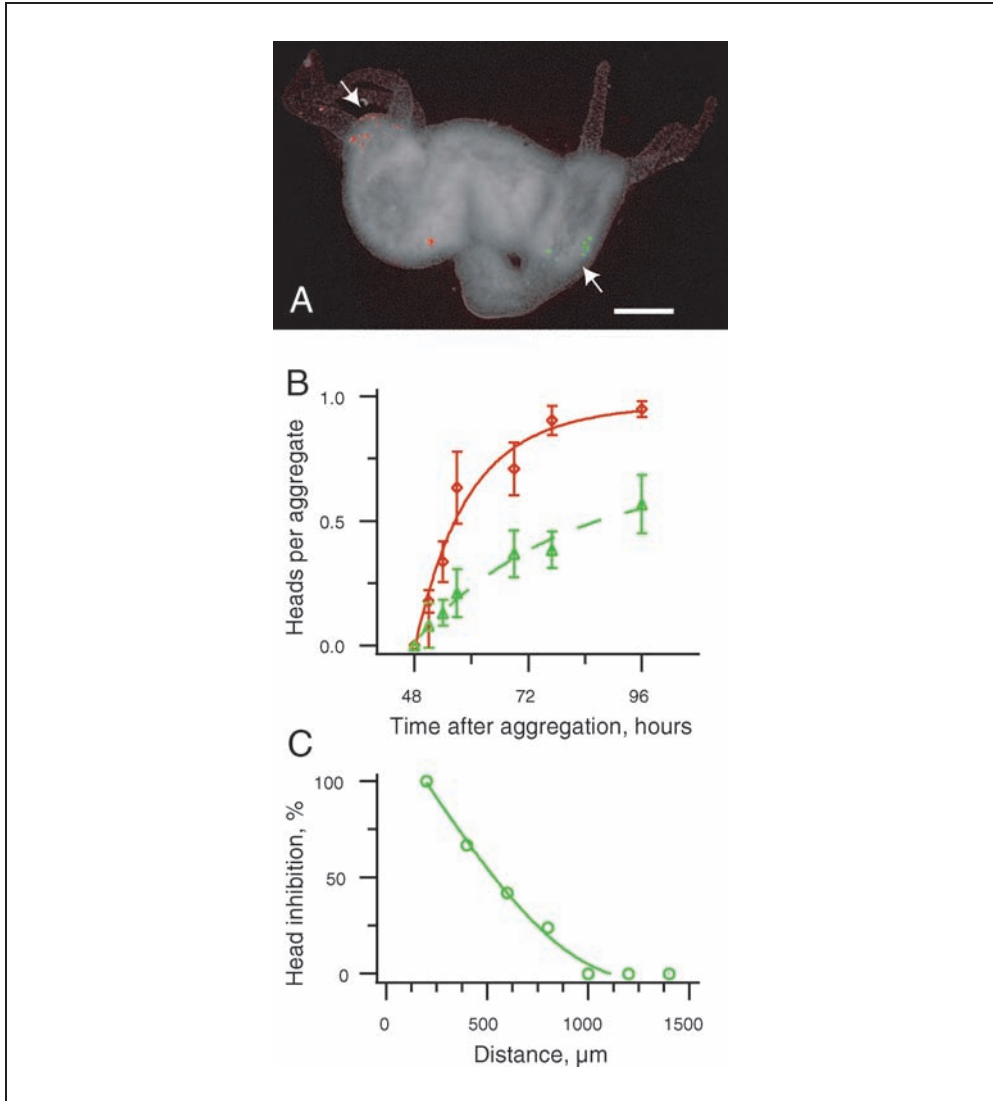 A
B
1.0
0.5
0.0
Heads per aggregate
48 72 96
Time after aggregation, hours
C
100
50
0
Head inhibition, %
0 500 1000 1500
Distance, µm